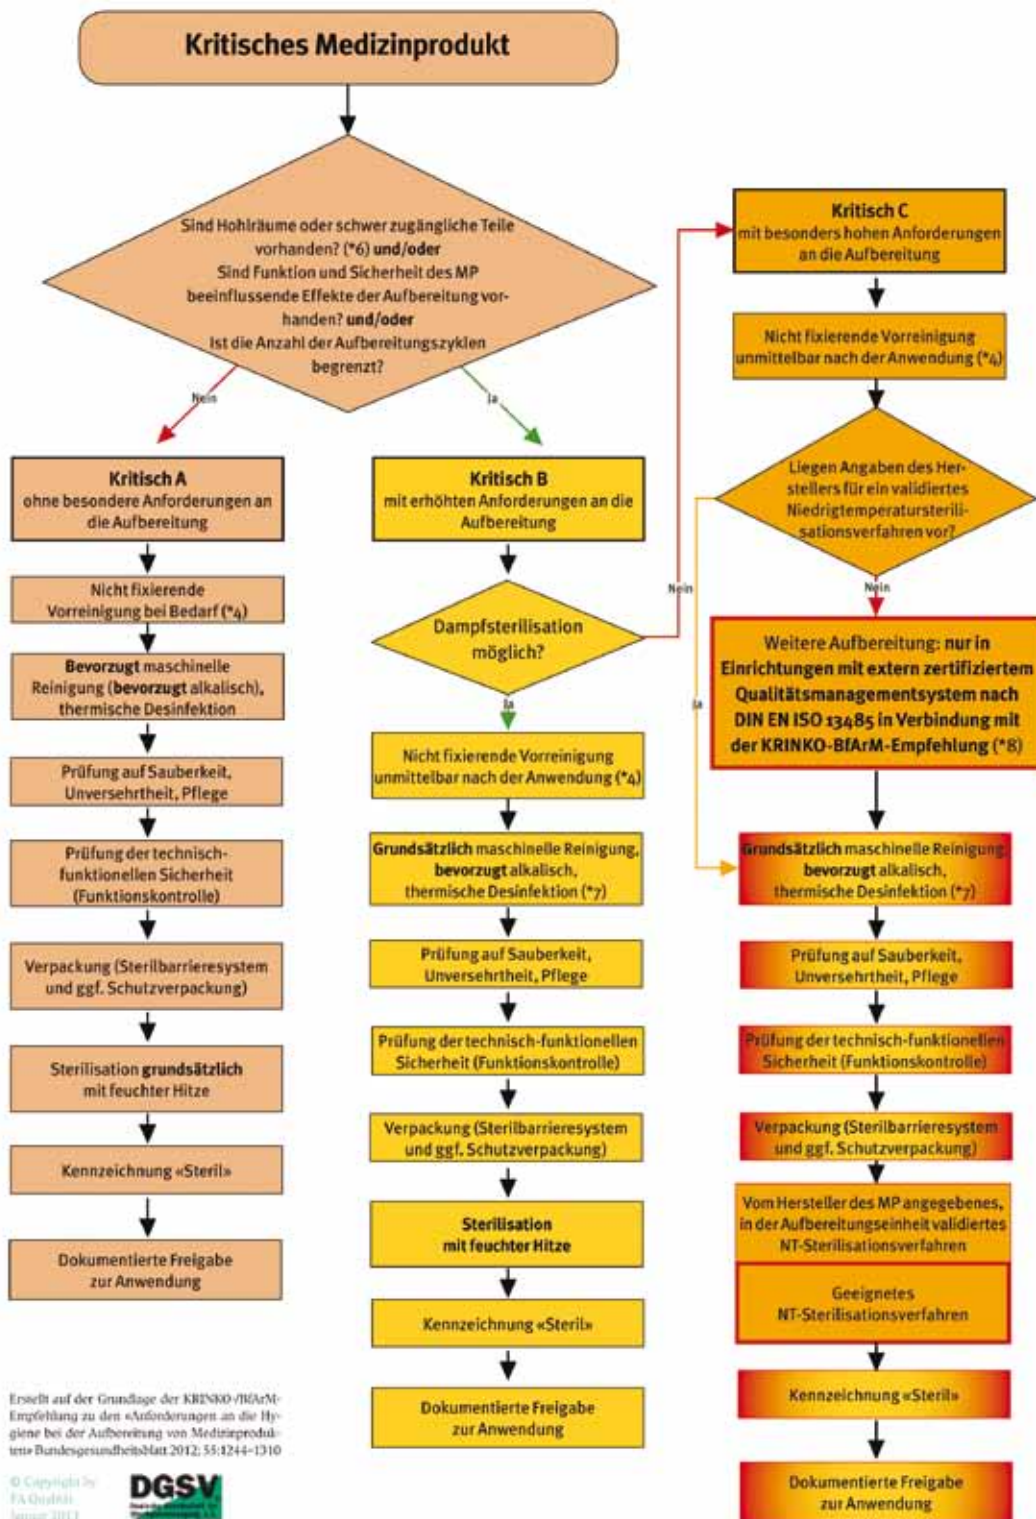 Kritisches Medizinprodukt
Sind Hohlräume oder schwer zugängliche Teile
vorhanden? (*6) und/oder
Sind Funktion und Sicherheit des MP
beeinflussende Effekte der Aufbereitung vor-
handen? und/oder
Ist die Anzahl der Aufbereitungszyklen
begrenzt?
Nein
Ja
Kritisch A
ohne besondere Anforderungen an
die Aufbereitung
Nicht fixierende
Vorreinigung bei Bedarf (*4)
Bevorzugt maschinelle
Reinigung (bevorzugt alkalisch),
thermische Desinfektion
Prüfung auf Sauberkeit,
Unversehrtheit, Pflege
Prüfung der technisch-
funktionellen Sicherheit
(Funktionskontrolle)
Verpackung (Sterilbarrieresystem
und ggf. Schutzverpackung)
Sterilisation grundsätzlich
mit feuchter Hitze
Kennzeichnung «Steril»
Dokumentierte Freigabe
zur Anwendung
Kritisch B
mit erhöhten Anforderungen an die
Aufbereitung
Dampfsterilisation
möglich?
Nein
Ja
Nicht fixierende Vorreinigung
unmittelbar nach der Anwendung (*4)
Grundsätzlich maschinelle Reinigung,
bevorzugt alkalisch,
thermische Desinfektion (*7)
Prüfung auf Sauberkeit,
Unversehrtheit, Pflege
Prüfung der technisch-funktionellen
Sicherheit (Funktionskontrolle)
Verpackung (Sterilbarrieresystem
und ggf. Schutzverpackung)
Sterilisation
mit feuchter Hitze
Kennzeichnung «Steril»
Dokumentierte Freigabe
zur Anwendung
Kritisch C
mit besonders hohen Anforderungen
an die Aufbereitung
Nicht fixierende Vorreinigung
unmittelbar nach der Anwendung (*4)
Liegen Angaben des Her-
stellers für ein validiertes
Niedrigtemperatursterili-
sationsverfahren vor?
Nein
Ja
Weitere Aufbereitung: nur in
Einrichtungen mit extern zertifiziertem
Qualitätsmanagementsystem nach
DIN EN ISO 13485 in Verbindung mit
der KRINKO-BfArM-Empfehlung (*8)
Grundsätzlich maschinelle Reinigung,
bevorzugt alkalisch,
thermische Desinfektion (*7)
Prüfung auf Sauberkeit,
Unversehrtheit, Pflege
Prüfung der technisch-funktionellen
Sicherheit (Funktionskontrolle)
Verpackung (Sterilbarrieresystem
und ggf. Schutzverpackung)
Vom Hersteller des MP angegebenes,
in der Aufbereitungseinheit validiertes
NT-Sterilisationsverfahren
Geeignetes
NT-Sterilisationsverfahren
Kennzeichnung «Steril»
Dokumentierte Freigabe
zur Anwendung
Erstellt auf der Grundlage der KRINKO-/BfArM-
Empfehlung zu den «Anforderungen an die Hy-
giene bei der Aufbereitung von Medizinproduk-
ten» Bundesgesundheitsblatt 2012; 55:1244–1310
© Copyright by
FA Qualität
Januar 2013
DGSV